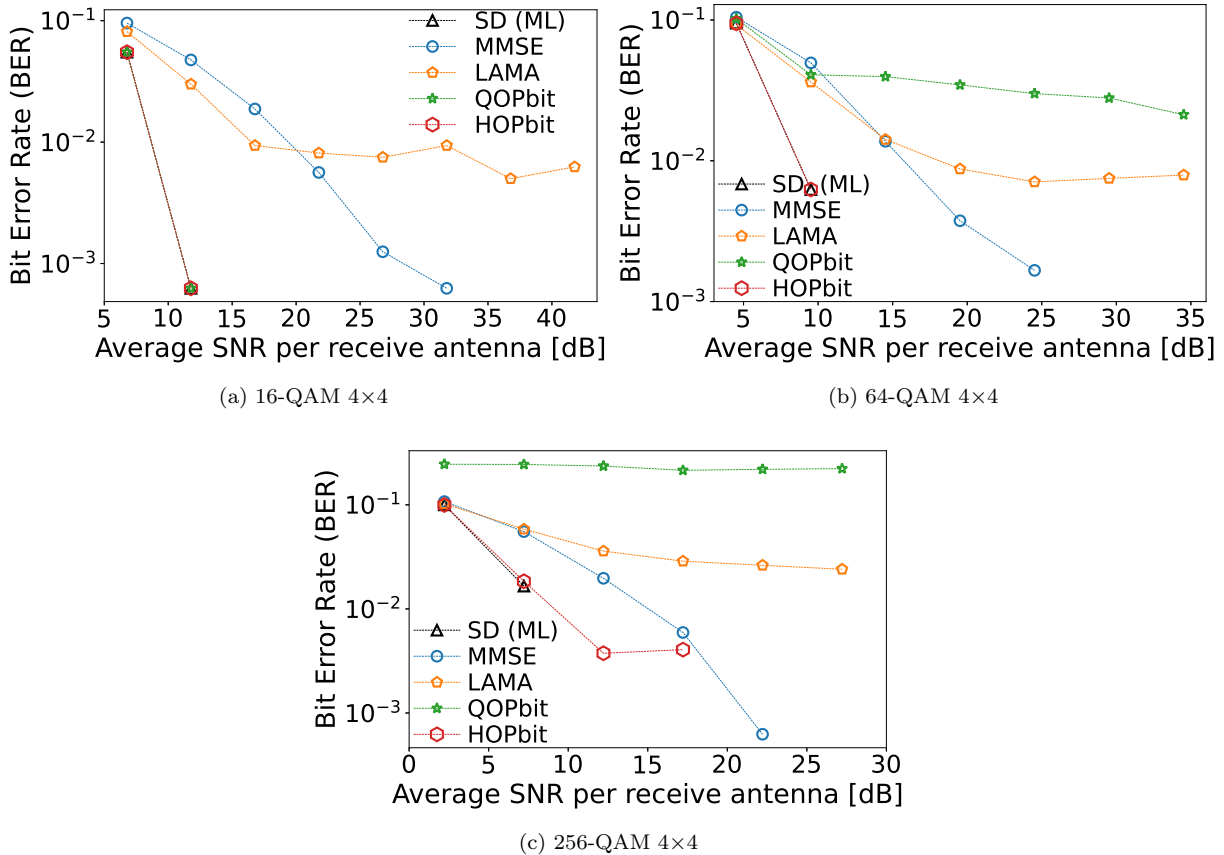 10⁻¹
10⁻²
10⁻³
Bit Error Rate (BER)
SD (ML)
MMSE
LAMA
QOPbit
HOPbit
5 10 15 20 25 30 35 40
Average SNR per receive antenna [dB]
(a) 16-QAM 4×4
10⁻¹
10⁻²
10⁻³
Bit Error Rate (BER)
SD (ML)
MMSE
LAMA
QOPbit
HOPbit
5 10 15 20 25 30 35
Average SNR per receive antenna [dB]
(b) 64-QAM 4×4
10⁻¹
10⁻²
10⁻³
Bit Error Rate (BER)
SD (ML)
MMSE
LAMA
QOPbit
HOPbit
0 5 10 15 20 25 30
Average SNR per receive antenna [dB]
(c) 256-QAM 4×4